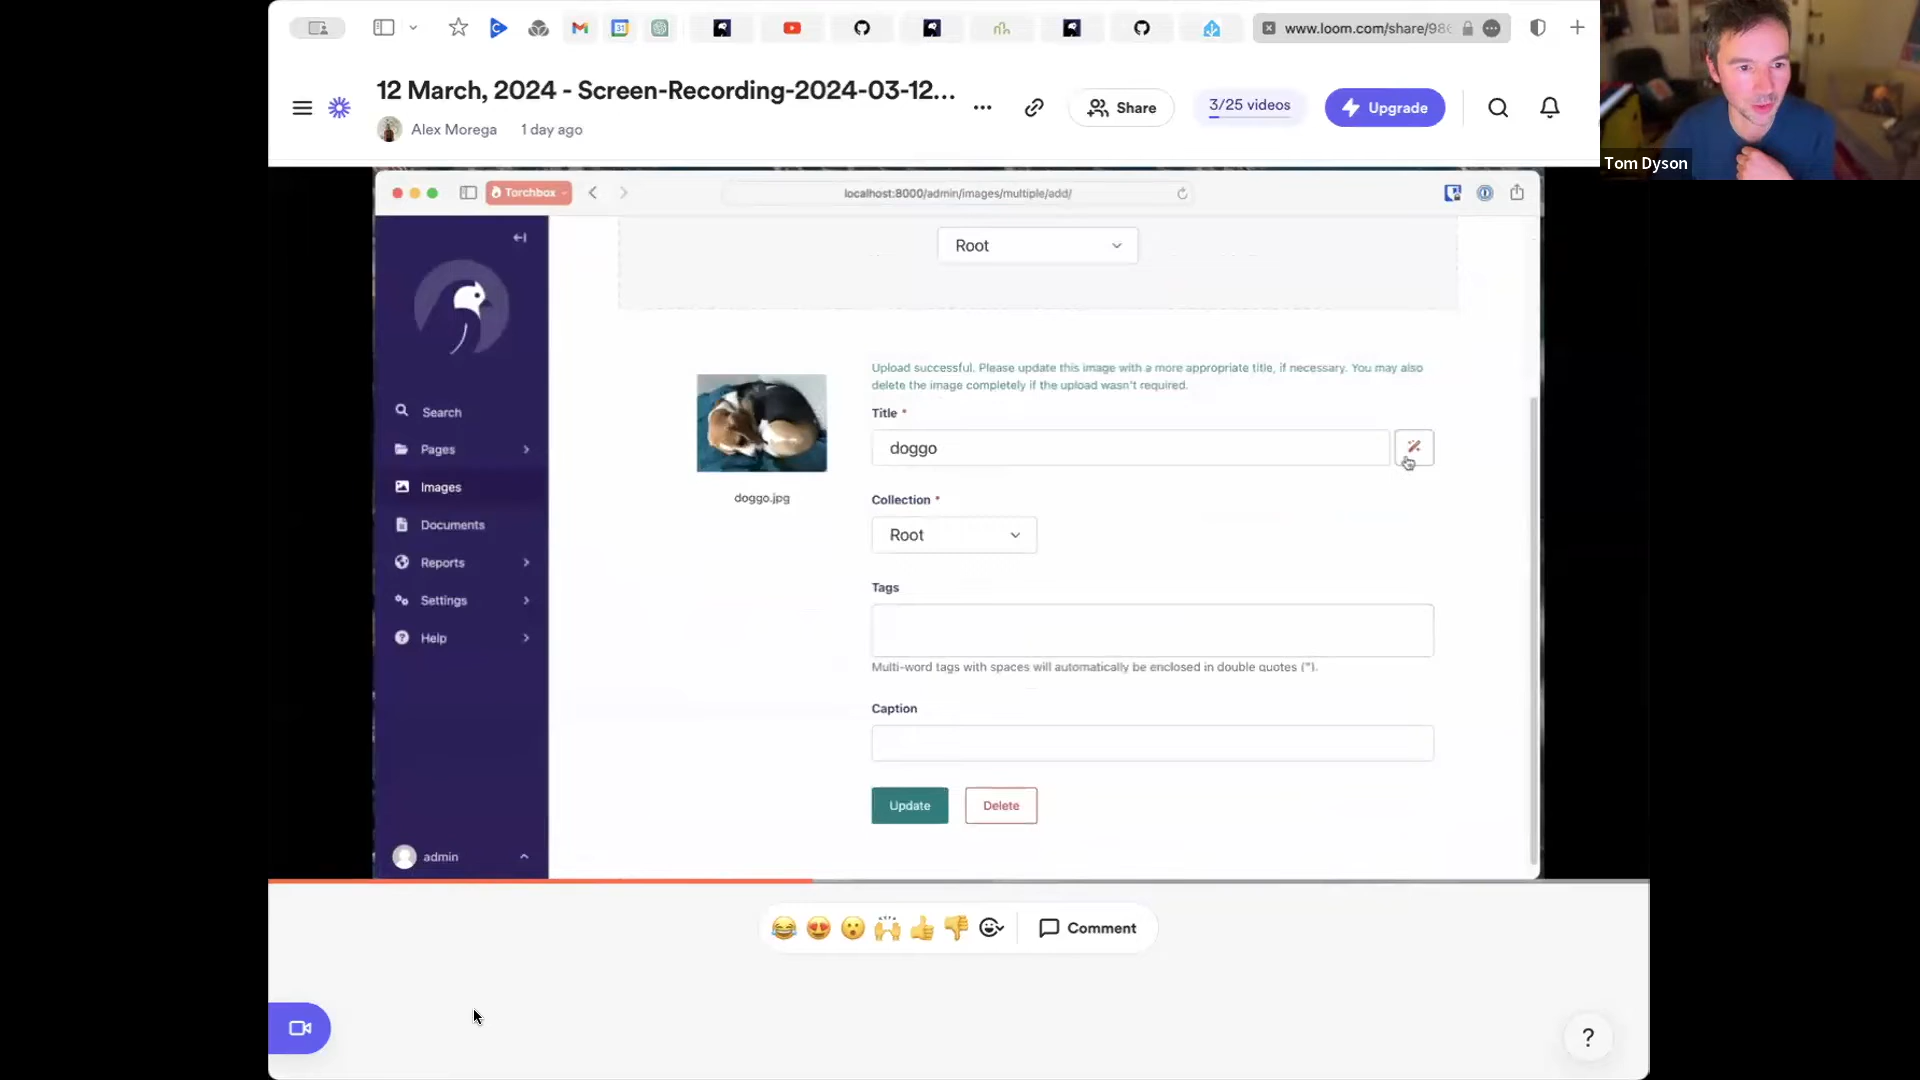 www.loom.com/share/98
12 March, 2024 - Screen-Recording-2024-03-12...
Alex Morega 1 day ago
Share
3/25 videos
Upgrade
Tom Dyson
Torchbox
localhost:8000/admin/images/multiple/add/
Root
Search
Pages
Images
Documents
Reports
Settings
Help
admin
doggo.jpg
Upload successful. Please update this image with a more appropriate title, if necessary. You may also
delete the image completely if the upload wasn't required.
Title *
doggo
Collection *
Root
Tags
Multi-word tags with spaces will automatically be enclosed in double quotes (").
Caption
Update
Delete
Comment
?